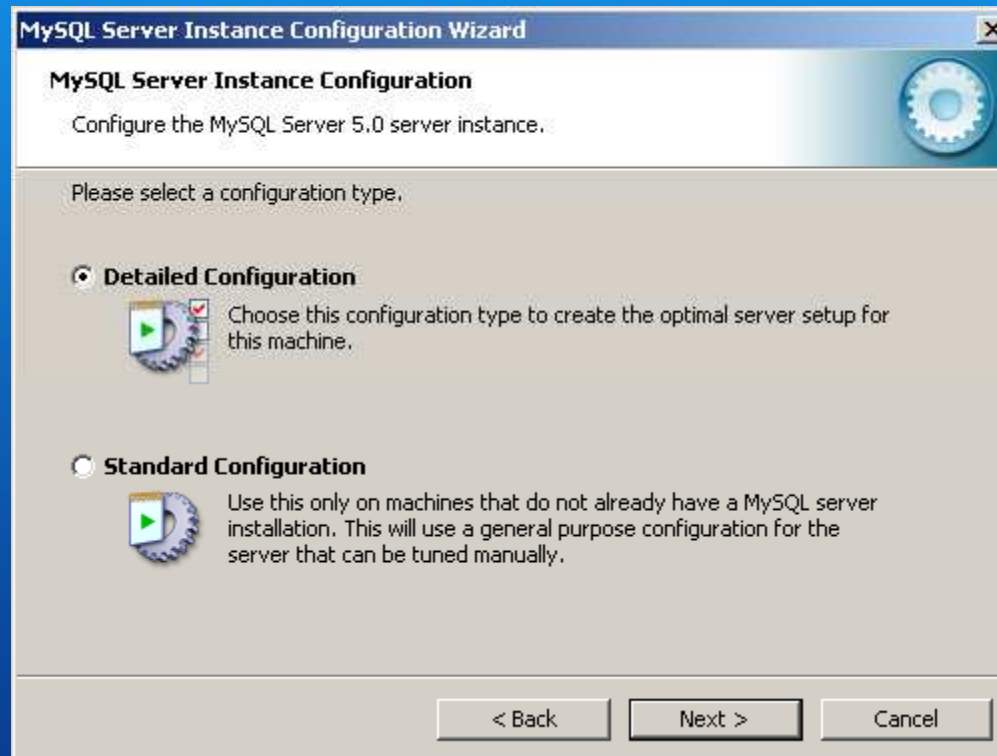 MySQL Server Instance Configuration Wizard
MySQL Server Instance Configuration
Configure the MySQL Server 5.0 server instance.
Please select a configuration type.
Detailed Configuration
Choose this configuration type to create the optimal server setup for
this machine.
Standard Configuration
Use this only on machines that do not already have a MySQL server
installation. This will use a general purpose configuration for the
server that can be tuned manually.
< Back
Next >
Cancel